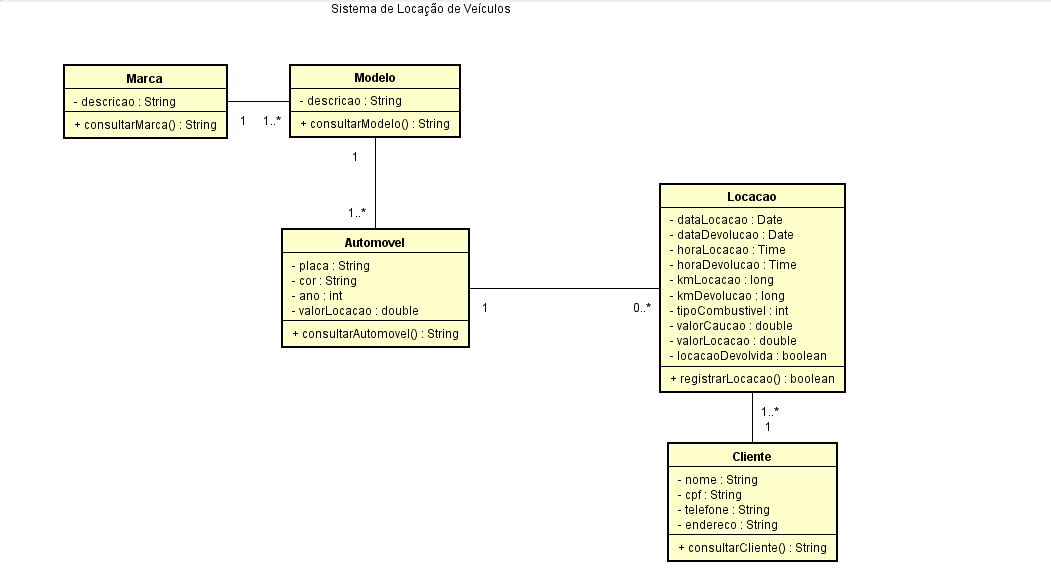 Sistema de Locação de Veículos
Marca
- descricao : String
+ consultarMarca() : String
1
1..*
Modelo
- descricao : String
+ consultarModelo() : String
1
1..*
Automovel
- placa : String
- cor : String
- ano : int
- valorLocacao : double
+ consultarAutomovel() : String
1
0..*
Locacao
- dataLocacao : Date
- dataDevolucao : Date
- horaLocacao : Time
- horaDevolucao : Time
- kmLocacao : long
- kmDevolucao : long
- tipoCombustivel : int
- valorCaucao : double
- valorLocacao : double
- locacaoDevolvida : boolean
+ registrarLocacao() : boolean
1..*
1
Cliente
- nome : String
- cpf : String
- telefone : String
- endereco : String
+ consultarCliente() : String